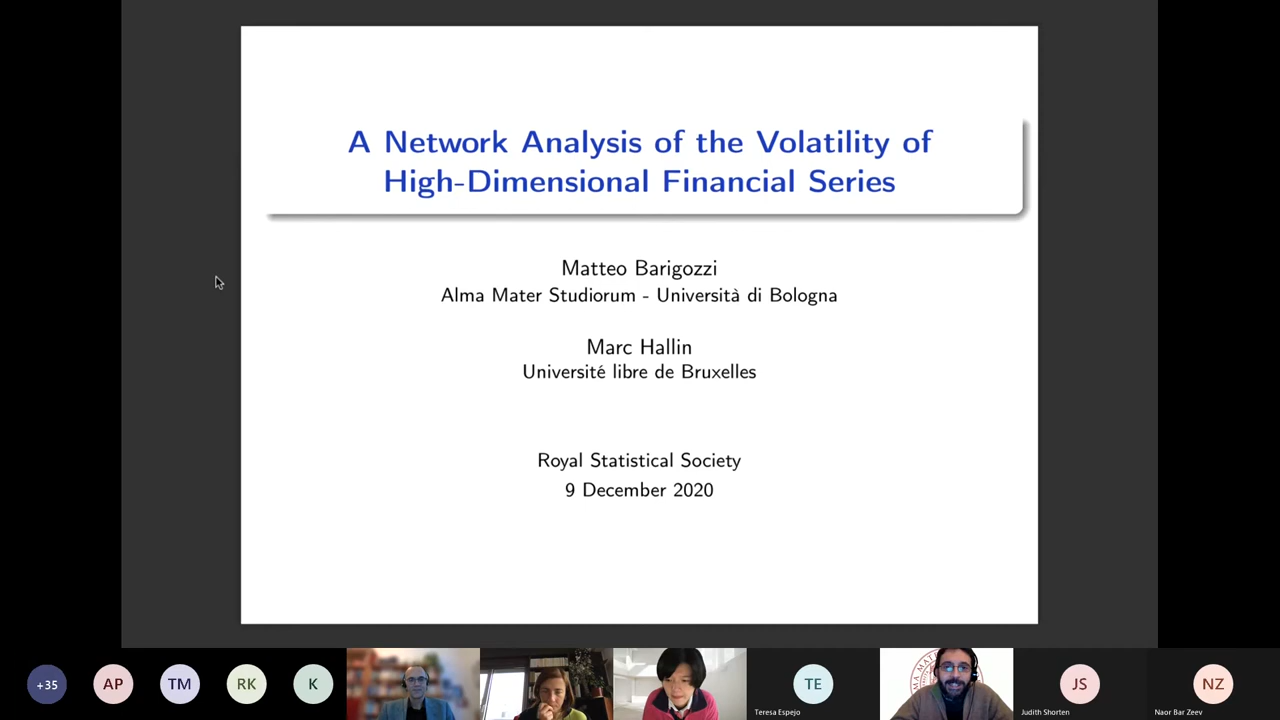 A Network Analysis of the Volatility of
High-Dimensional Financial Series
Matteo Barigozzi
Alma Mater Studiorum - Università di Bologna
Marc Hallin
Université libre de Bruxelles
Royal Statistical Society
9 December 2020
+35
AP
TM
RK
K
TE
Teresa Espejo
JS
Judith Shorten
NZ
Naor Bar Zeev